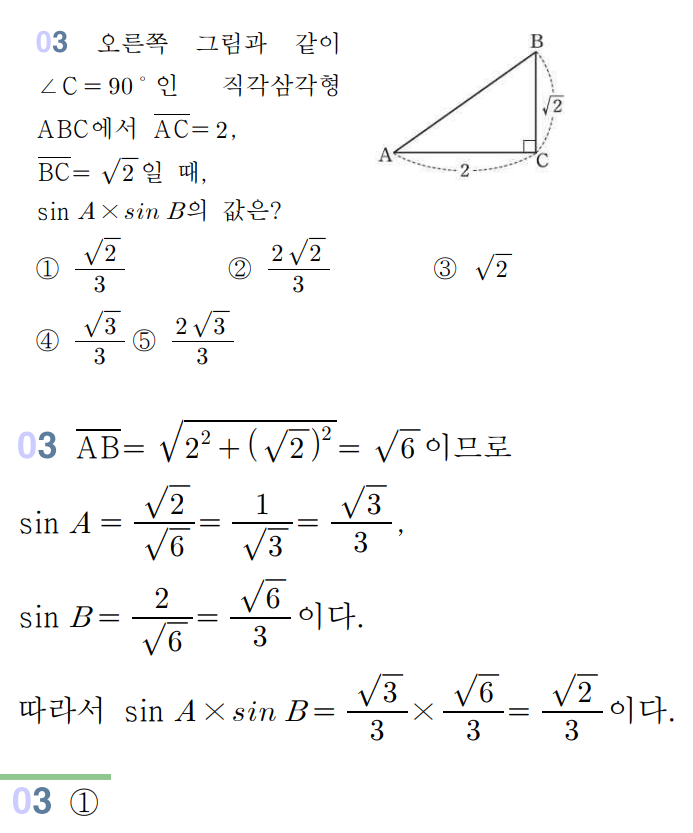 03 오른쪽 그림과 같이
∠C=90°인 직각삼각형
ABC에서 \overline{AC}=2,
\overline{BC}=√2일 때,
sin A×sin B의 값은?
① √2/3 ② 2√2/3 ③ √2
④ √3/3 ⑤ 2√3/3
B
√2
A
C
2
03 \overline{AB}=√(2²+(√2)²)=√6이므로
sin A=√2/√6=1/√3=√3/3,
sin B=2/√6=√6/3이다.
따라서 sin A×sin B=√3/3×√6/3=√2/3이다.
03 ①